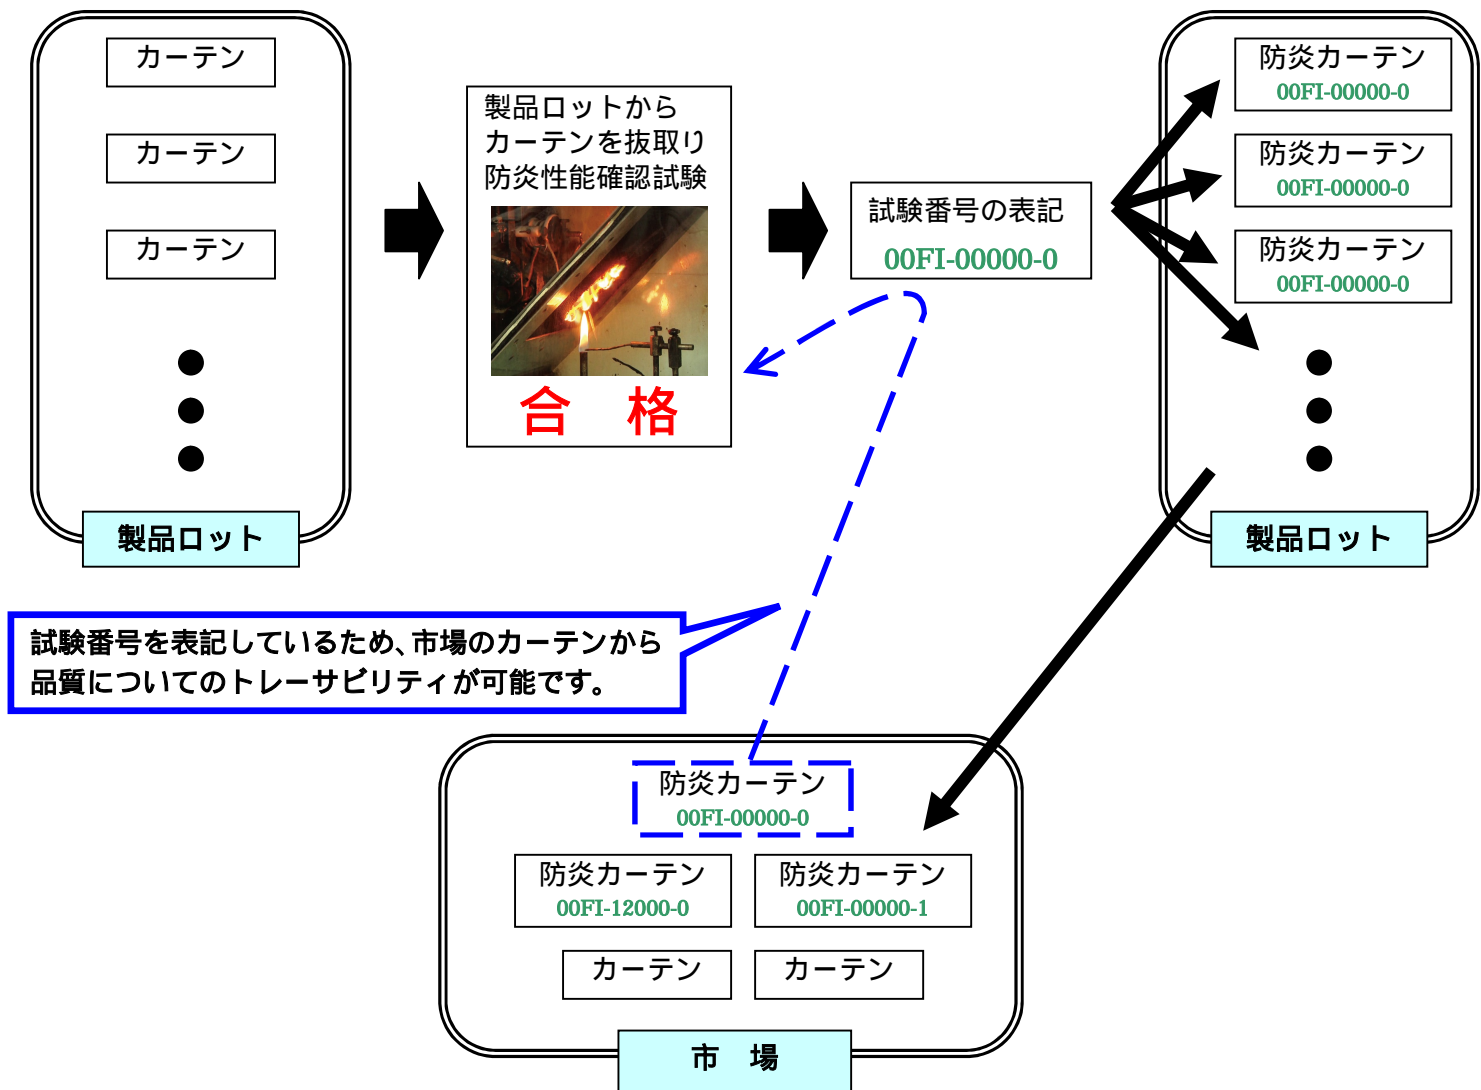 カーテン
カーテン
カーテン
製品ロット
製品ロットから
カーテンを抜取り
防炎性能確認試験
合　格
試験番号の表記
00FI-00000-0
防炎カーテン
00FI-00000-0
防炎カーテン
00FI-00000-0
防炎カーテン
00FI-00000-0
製品ロット
試験番号を表記しているため、市場のカーテンから
品質についてのトレーサビリティが可能です。
防炎カーテン
00FI-00000-0
防炎カーテン
00FI-12000-0
防炎カーテン
00FI-00000-1
カーテン
カーテン
市　場